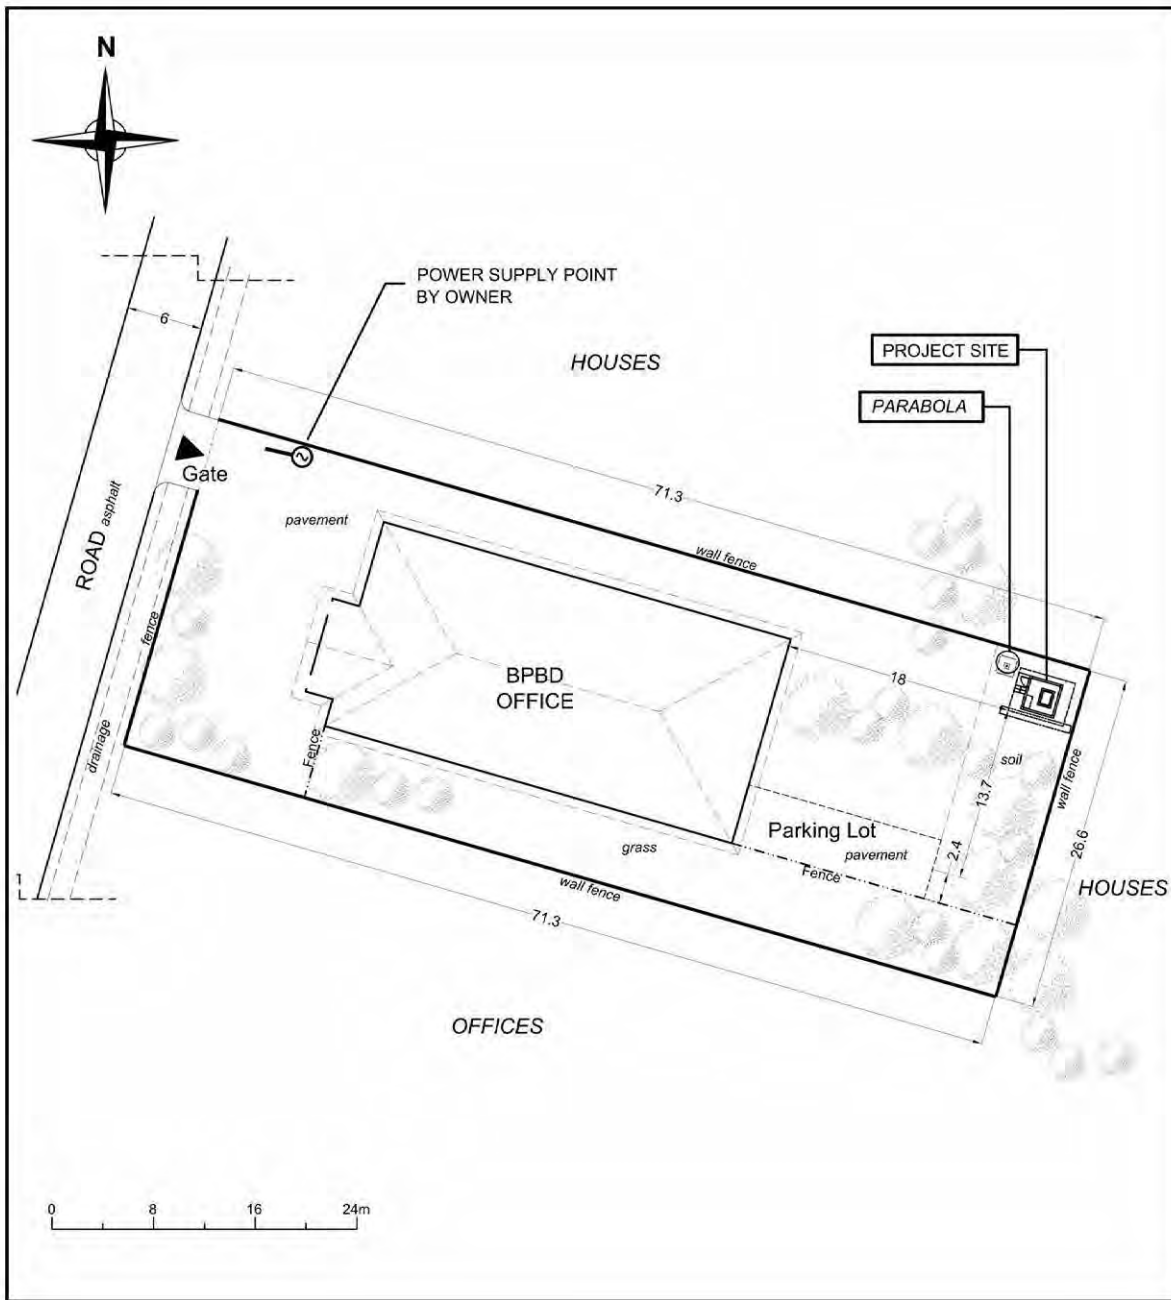 N
POWER SUPPLY POINT
BY OWNER
6
HOUSES
PROJECT SITE
PARABOLA
Gate
71.3
ROAD asphalt
pavement
wall fence
fence
BPBD
OFFICE
18
drainage
Fence
soil
wall fence
13.7
Parking Lot
pavement
2.4
26.6
grass
Fence
HOUSES
wall fence
71.3
OFFICES
0 8 16 24m